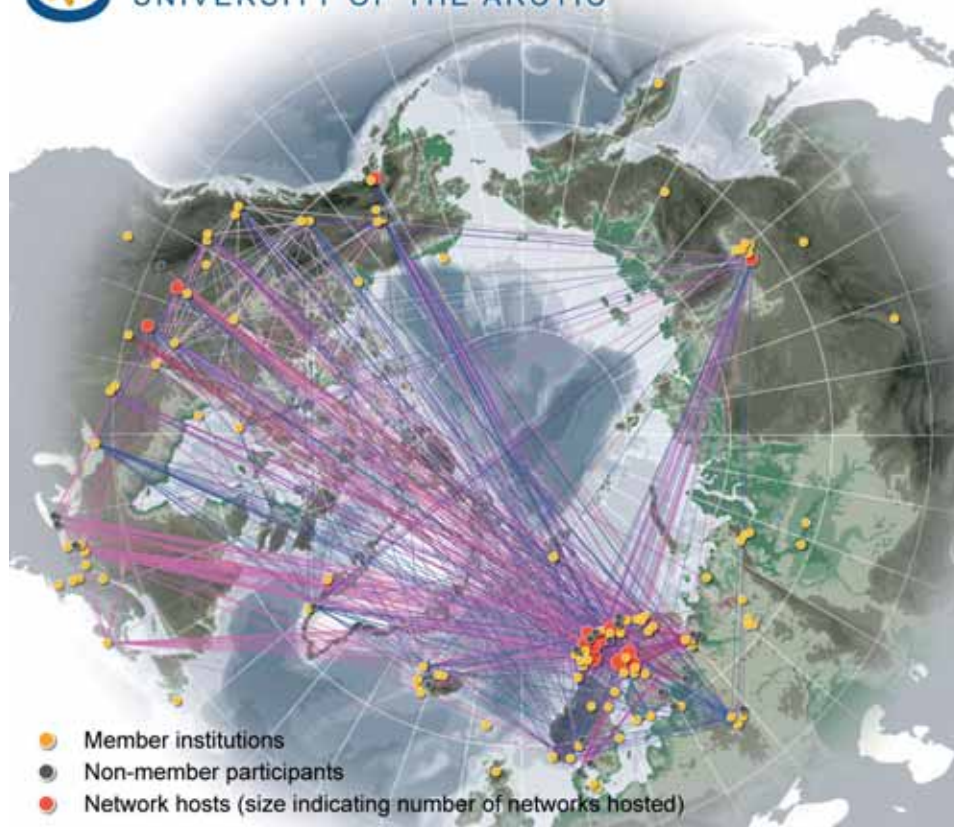 UNIVERSITY OF THE ARCTIC
Member institutions
Non-member participants
Network hosts (size indicating number of networks hosted)